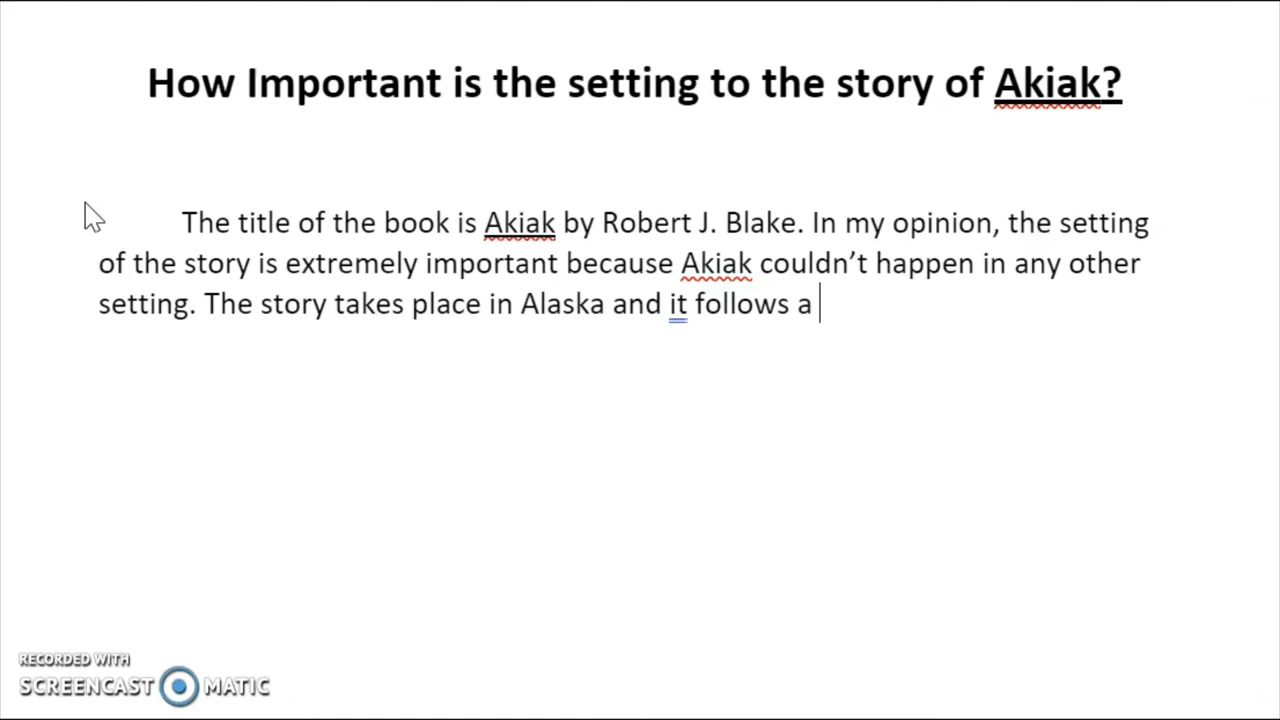 How Important is the setting to the story of Akiak?
The title of the book is Akiak by Robert J. Blake. In my opinion, the setting
of the story is extremely important because Akiak couldn’t happen in any other
setting. The story takes place in Alaska and it follows a
RECORDED WITH
SCREENCAST MATIC